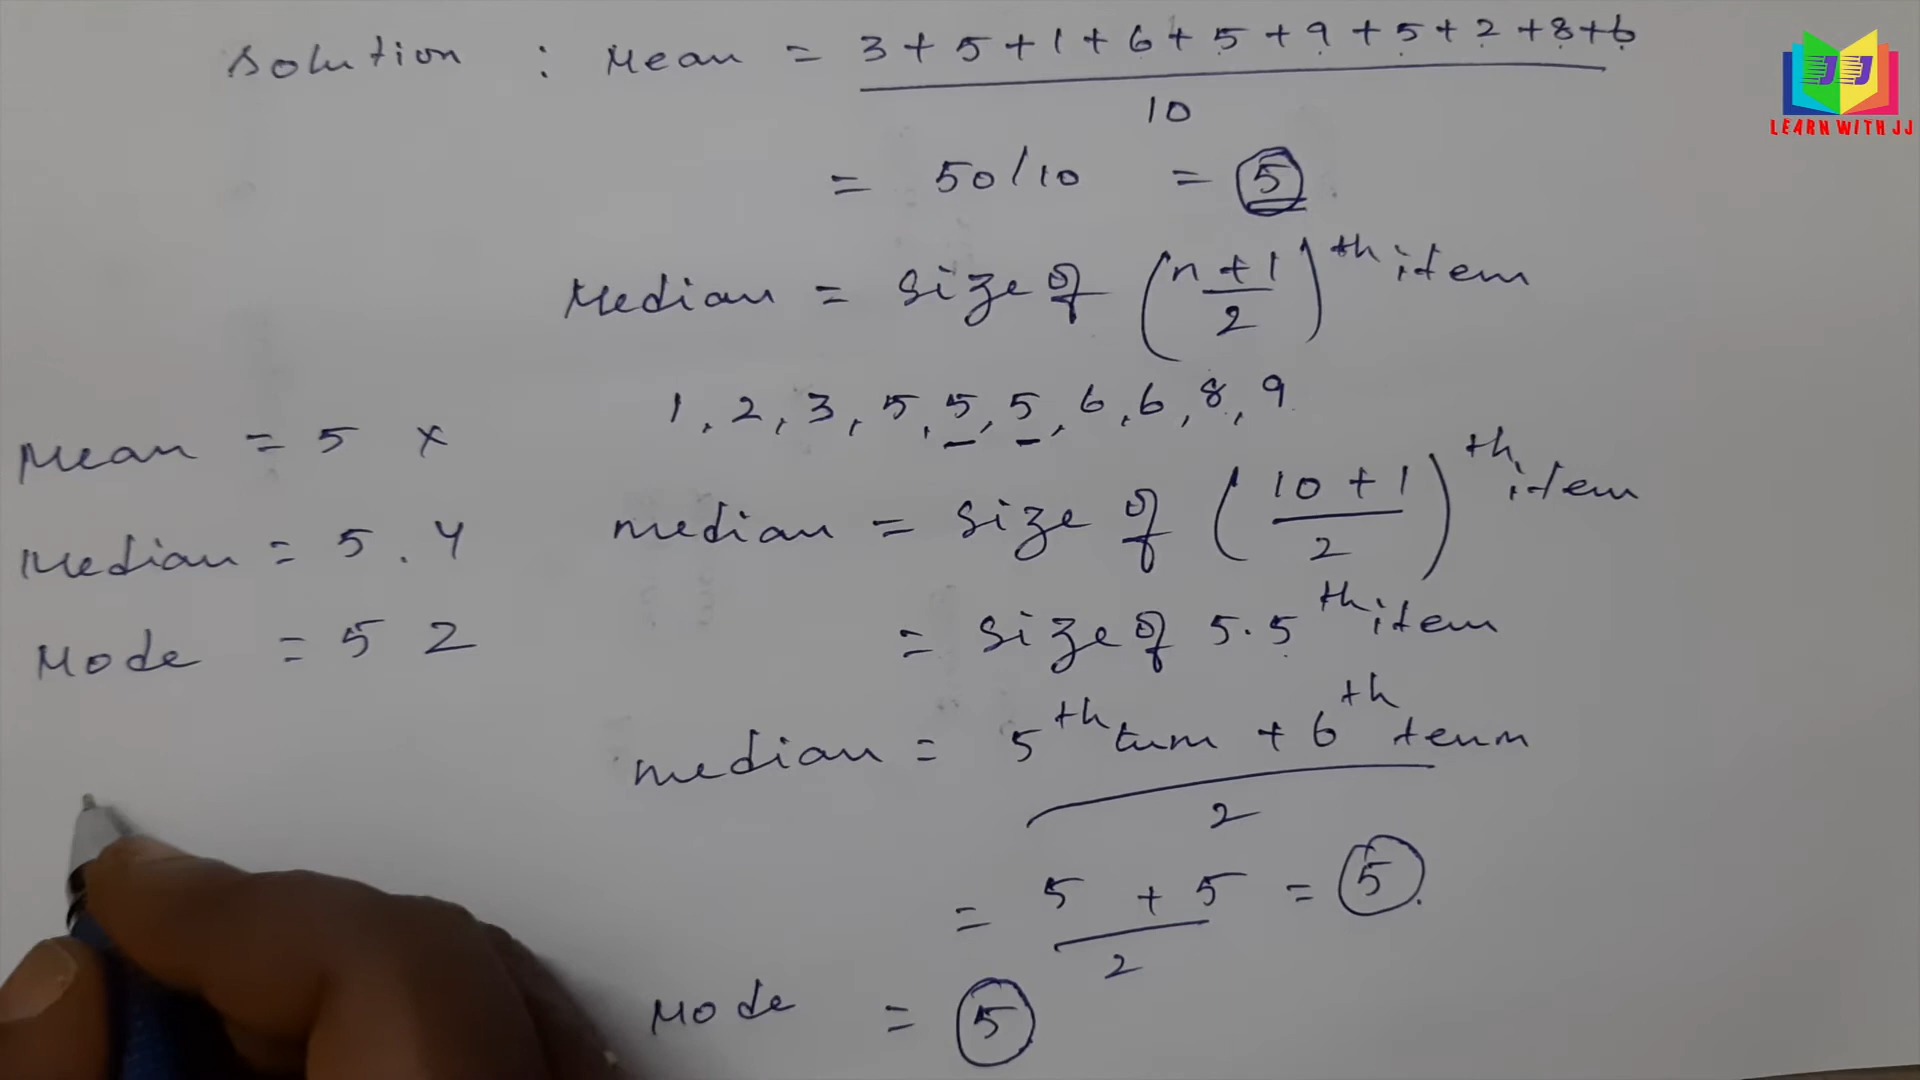 Solution : Mean = 3 + 5 + 1 + 6 + 5 + 9 + 5 + 2 + 8 + 6
10
= 50/10 = 5
Median = size of (n + 1 / 2)th item
1, 2, 3, 5, 5, 5, 6, 6, 8, 9
median = size of (10 + 1 / 2)th item
= size of 5.5th item
median = 5th term + 6th term
2
= 5 + 5 = 5
2
Mode = 5
Mean = 5 x
Median = 5 . y
Mode = 5 z
JJ
LEARN WITH JJ